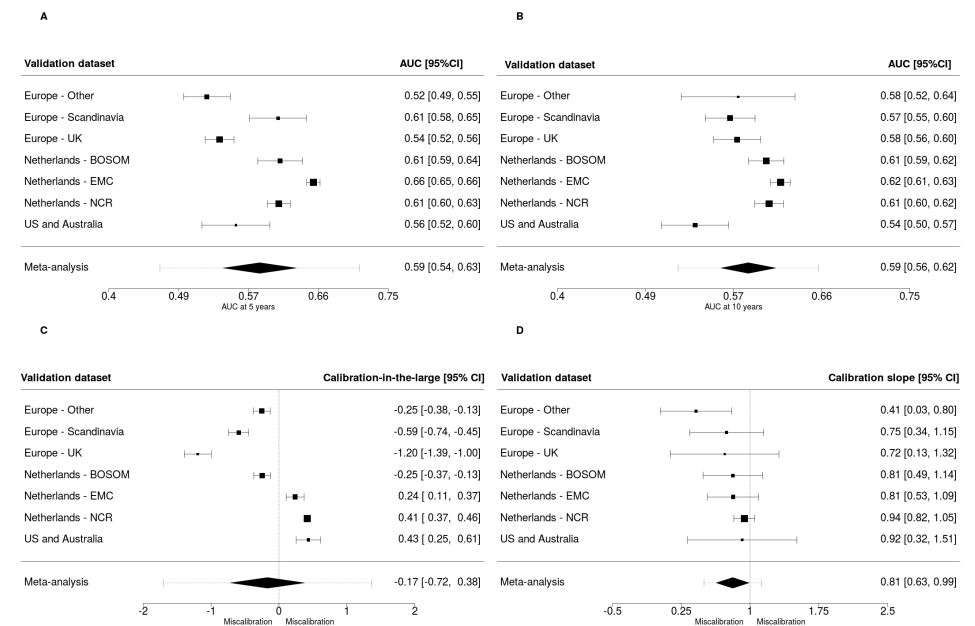 A
Validation dataset AUC [95%CI]
Europe - Other 0.52 [0.49, 0.55]
Europe - Scandinavia 0.61 [0.58, 0.65]
Europe - UK 0.54 [0.52, 0.56]
Netherlands - BOSOM 0.61 [0.59, 0.64]
Netherlands - EMC 0.66 [0.65, 0.66]
Netherlands - NCR 0.61 [0.60, 0.63]
US and Australia 0.56 [0.52, 0.60]
Meta-analysis 0.59 [0.54, 0.63]
0.4 0.49 0.57 0.66 0.75
AUC at 5 years
B
Validation dataset AUC [95%CI]
Europe - Other 0.58 [0.52, 0.64]
Europe - Scandinavia 0.57 [0.55, 0.60]
Europe - UK 0.58 [0.56, 0.60]
Netherlands - BOSOM 0.61 [0.59, 0.62]
Netherlands - EMC 0.62 [0.61, 0.63]
Netherlands - NCR 0.61 [0.60, 0.62]
US and Australia 0.54 [0.50, 0.57]
Meta-analysis 0.59 [0.56, 0.62]
0.4 0.49 0.57 0.66 0.75
AUC at 10 years
C
Validation dataset Calibration-in-the-large [95% CI]
Europe - Other -0.25 [-0.38, -0.13]
Europe - Scandinavia -0.59 [-0.74, -0.45]
Europe - UK -1.20 [-1.39, -1.00]
Netherlands - BOSOM -0.25 [-0.37, -0.13]
Netherlands - EMC 0.24 [ 0.11, 0.37]
Netherlands - NCR 0.41 [ 0.37, 0.46]
US and Australia 0.43 [ 0.25, 0.61]
Meta-analysis -0.17 [-0.72, 0.38]
-2 -1 0 1 2
Miscalibration Miscalibration
D
Validation dataset Calibration slope [95% CI]
Europe - Other 0.41 [0.03, 0.80]
Europe - Scandinavia 0.75 [0.34, 1.15]
Europe - UK 0.72 [0.13, 1.32]
Netherlands - BOSOM 0.81 [0.49, 1.14]
Netherlands - EMC 0.81 [0.53, 1.09]
Netherlands - NCR 0.94 [0.82, 1.05]
US and Australia 0.92 [0.32, 1.51]
Meta-analysis 0.81 [0.63, 0.99]
-0.5 0.25 1 1.75 2.5
Miscalibration Miscalibration